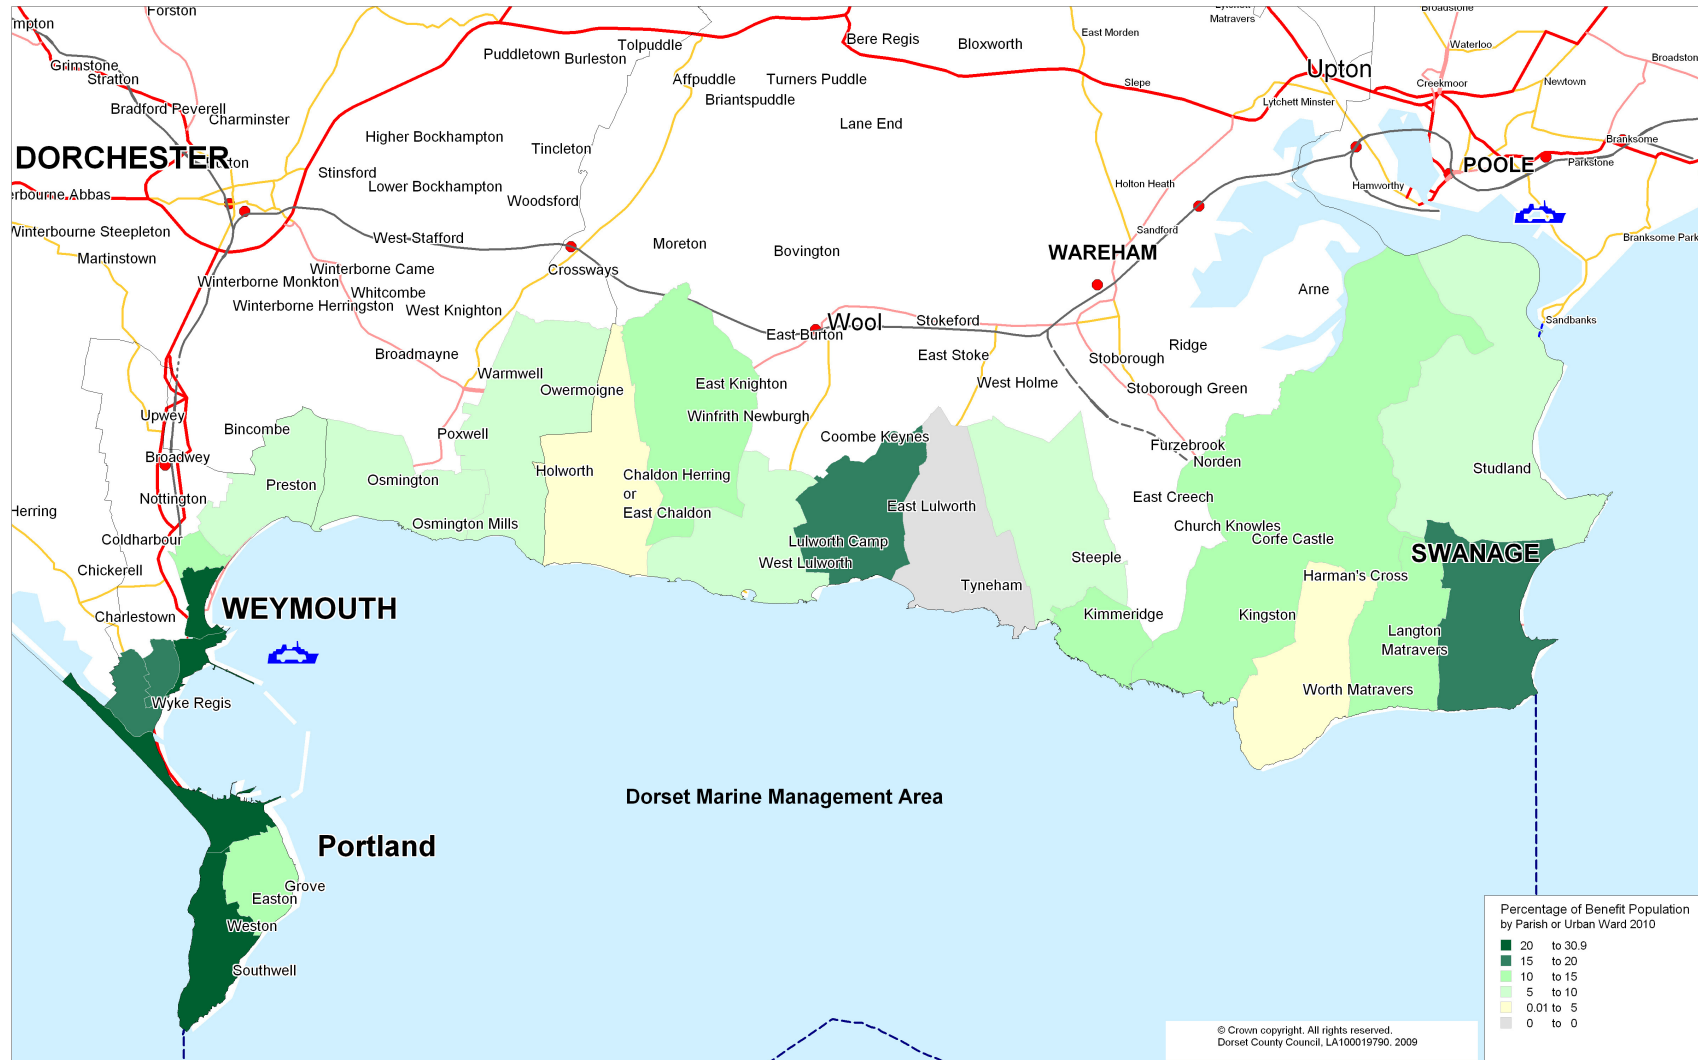 Forston
mpton
Lytchett
Matravers
Broadstone
Puddletown
Burleston
Tolpuddle
Bere Regis
Bloxworth
East Morden
Waterloo
Grimstone
Stratton
Affpuddle
Turners Puddle
Briantspuddle
Slepe
Upton
Creekmoor
Newtown
Broadston
Bradford Peverell
Charminster
Lane End
Lytchett Minster
Higher Bockhampton
Tincleton
Branksome
DORCHESTER
Stinsford
Lower Bockhampton
Woodsford
Holton Heath
Hamworthy
POOLE
Parkstone
erbourne Abbas
Winterbourne Steepleton
Martinstown
West Stafford
Moreton
Bovington
WAREHAM
Sandford
Branksome Park
Winterborne Monkton
Winterborne Came
Whitcombe
Winterborne Herringston
West Knighton
Crossways
Arne
East Burton
Wool
Stokeford
Sandbanks
Broadmayne
Warmwell
Owermoigne
East Knighton
East Stoke
West Holme
Stoborough
Ridge
Stoborough Green
Upwey
Bincombe
Poxwell
Winfrith Newburgh
Coombe Keynes
Furzebrook
Norden
Broadwey
Nottington
Preston
Osmington
Holworth
Chaldon Herring
or
East Chaldon
Studland
Herring
Coldharbour
Osmington Mills
East Lulworth
East Creech
Church Knowles
Corfe Castle
Lulworth Camp
West Lulworth
Steeple
SWANAGE
Chickerell
Tyneham
Harman's Cross
Charlestown
WEYMOUTH
Kimmeridge
Kingston
Langton
Matravers
Wyke Regis
Worth Matravers
Dorset Marine Management Area
Portland
Grove
Easton
Weston
Southwell
Percentage of Benefit Population
by Parish or Urban Ward 2010
20 to 30.9
15 to 20
10 to 15
5 to 10
0.01 to 5
0 to 0
© Crown copyright. All rights reserved.
Dorset County Council, LA100019790. 2009